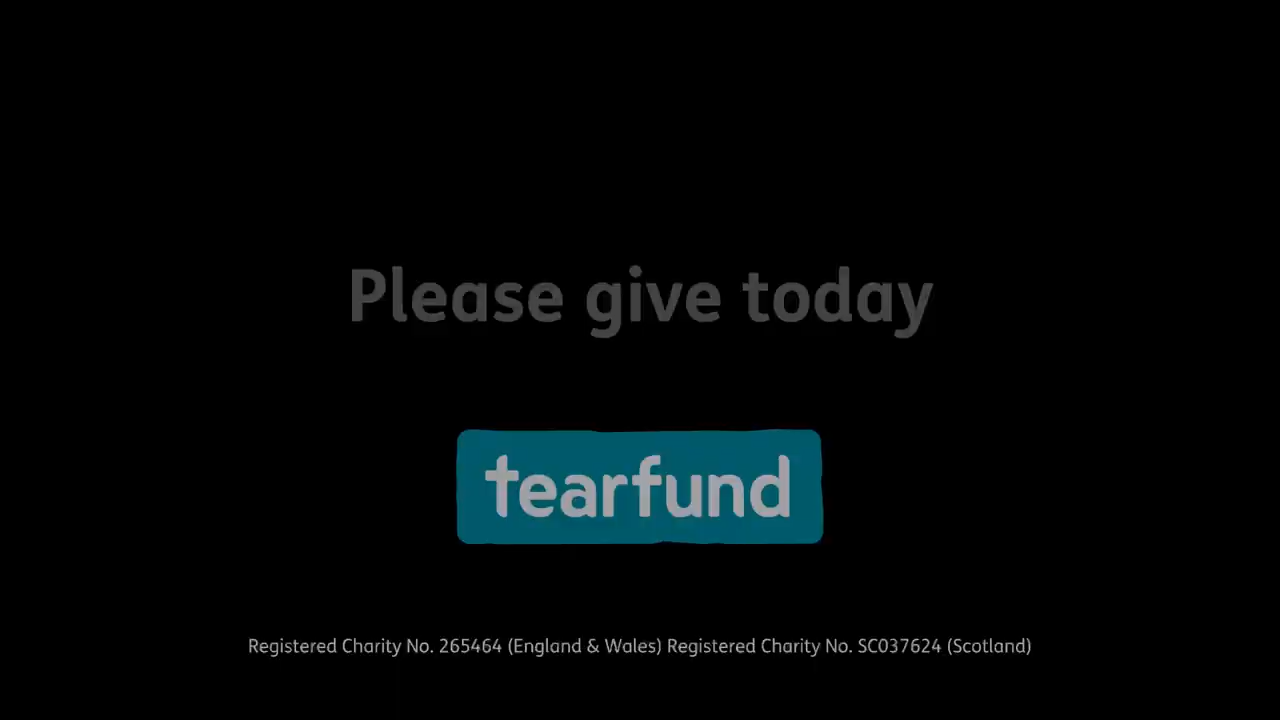 Please give today
tearfund
Registered Charity No. 265464 (England & Wales) Registered Charity No. SC037624 (Scotland)